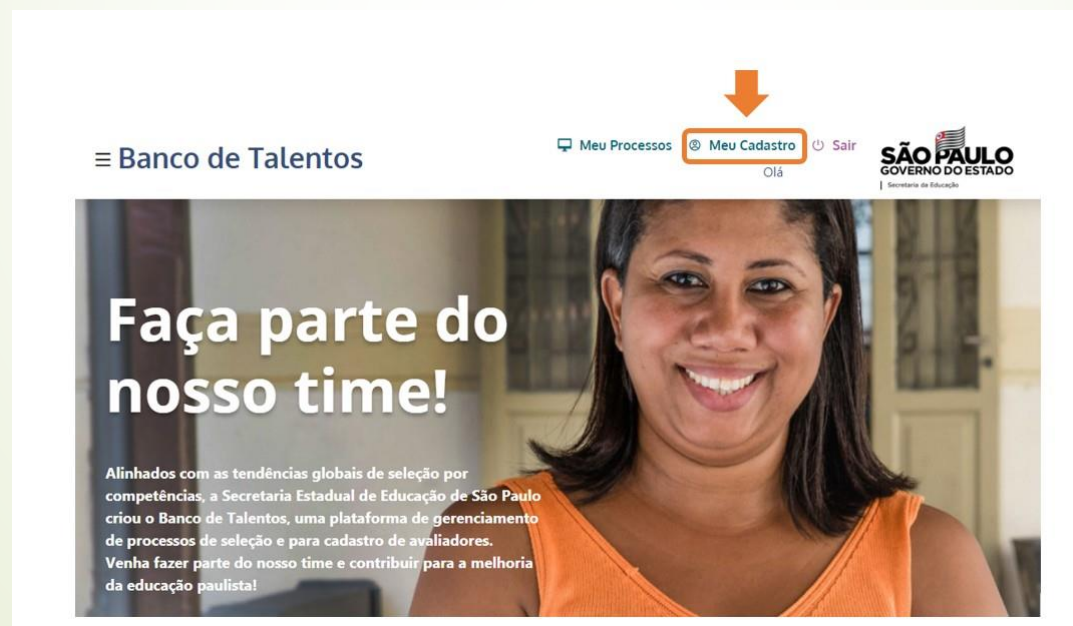 Banco de Talentos
Meu Processos
Meu Cadastro
Sair
Olá
SÃO PAULO
GOVERNO DO ESTADO
Secretaria da Educação
Faça parte do
nosso time!
Alinhados com as tendências globais de seleção por
competências, a Secretaria Estadual de Educação de São Paulo
criou o Banco de Talentos, uma plataforma de gerenciamento
de processos de seleção e para cadastro de avaliadores.
Venha fazer parte do nosso time e contribuir para a melhoria
da educação paulista!